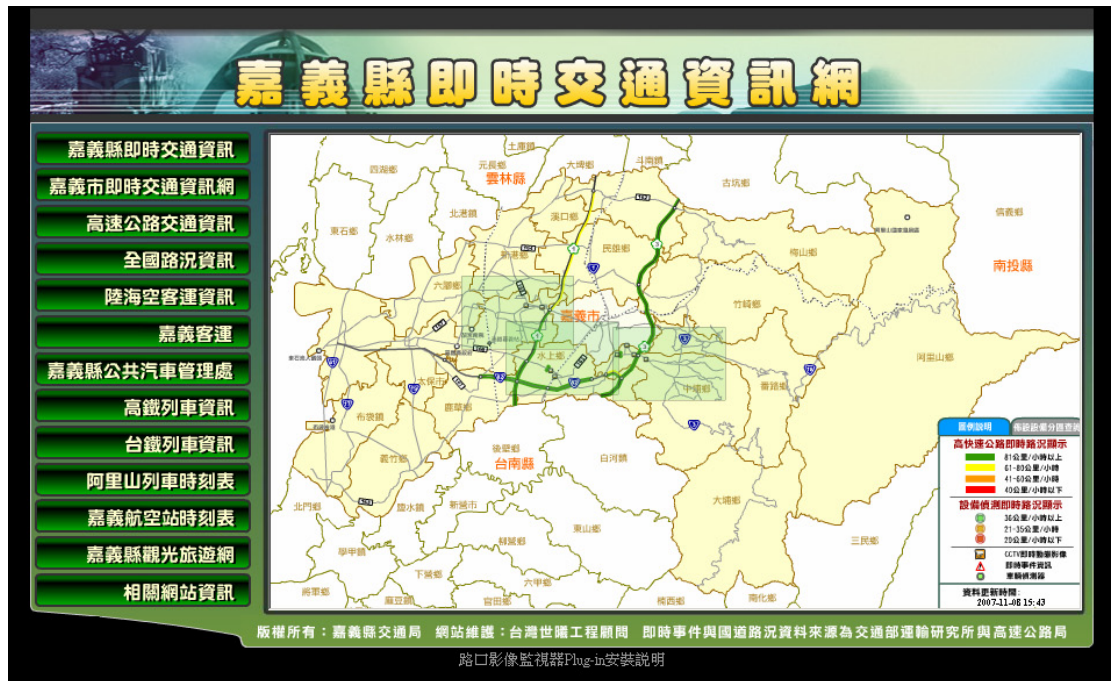 嘉義縣即時交通資訊網
嘉義縣即時交通資訊
嘉義市即時交通資訊網
高速公路交通資訊
全國路況資訊
陸海空客運資訊
嘉義客運
嘉義縣公共汽車管理處
高鐵列車資訊
台鐵列車資訊
阿里山列車時刻表
嘉義航空站時刻表
嘉義縣觀光旅遊網
相關網站資訊
土庫鎮
元長鄉
大埤鄉
斗南鎮
四湖鄉
雲林縣
古坑鄉
北港鎮
溪口鄉
信義鄉
東石鄉
水林鄉
民雄鄉
新港鄉
梅山鄉
南投縣
六腳鄉
竹崎鄉
嘉義市
水上鄉
阿里山鄉
太保市
中埔鄉
番路鄉
鹿草鄉
布袋鎮
後壁鄉
義竹鄉
台南縣
白河鎮
大埔鄉
北門鄉
鹽水鎮
新營市
東山鄉
柳營鄉
三民鄉
學甲鎮
下營鄉
六甲鄉
將軍鄉
麻豆鎮
官田鄉
楠西鄉
南化鄉
圖例說明
佈設設備分區查詢
高快速公路即時路況顯示
81公里/小時以上
61-80公里/小時
41-60公里/小時
40公里/小時以下
設備偵測即時路況顯示
36公里/小時以上
21-35公里/小時
20公里/小時以下
CCTV即時動態影像
即時事件資訊
車輛偵測器
資料更新時間:
2007-11-08 15:43
版權所有：嘉義縣交通局 網站維護：台灣世曦工程顧問 即時事件與國道路況資料來源為交通部運輸研究所與高速公路局
路口影像監視器Plug-in安裝說明